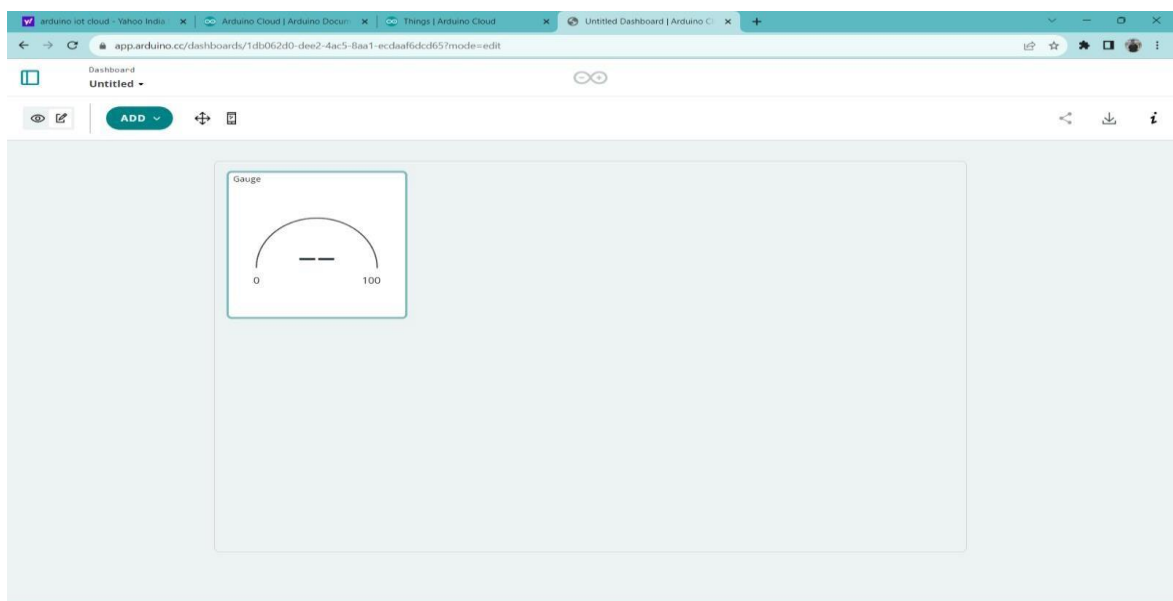 arduino iot cloud - Yahoo India
Arduino Cloud | Arduino Docum
Things | Arduino Cloud
Untitled Dashboard | Arduino C
app.arduino.cc/dashboards/1db062d0-dee2-4ac5-8aa1-ecdaaf6dcd65?mode=edit
Dashboard
Untitled
ADD
Gauge
--
0
100